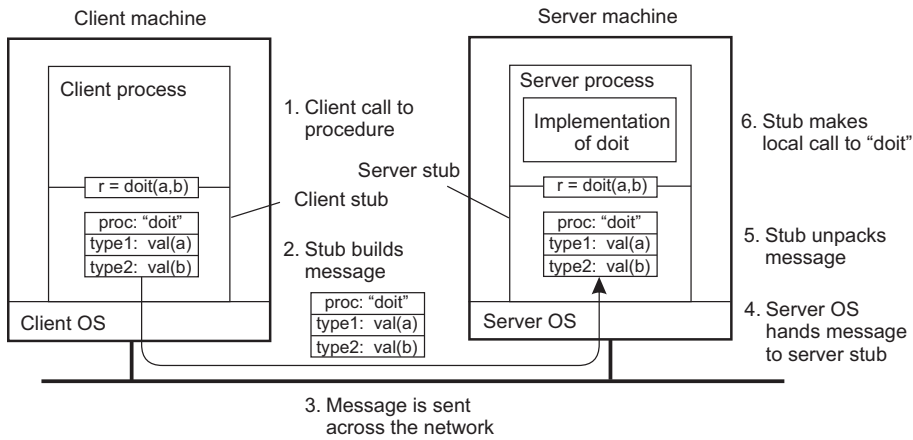 Client machine
Server machine
Client process
1. Client call to
procedure
r = doit(a,b)
Client stub
proc: “doit”
type1: val(a)
type2: val(b)
2. Stub builds
message
proc: “doit”
type1: val(a)
type2: val(b)
Client OS
3. Message is sent
across the network
Server process
Implementation
of doit
Server stub
r = doit(a,b)
proc: “doit”
type1: val(a)
type2: val(b)
Server OS
6. Stub makes
local call to “doit”
5. Stub unpacks
message
4. Server OS
hands message
to server stub